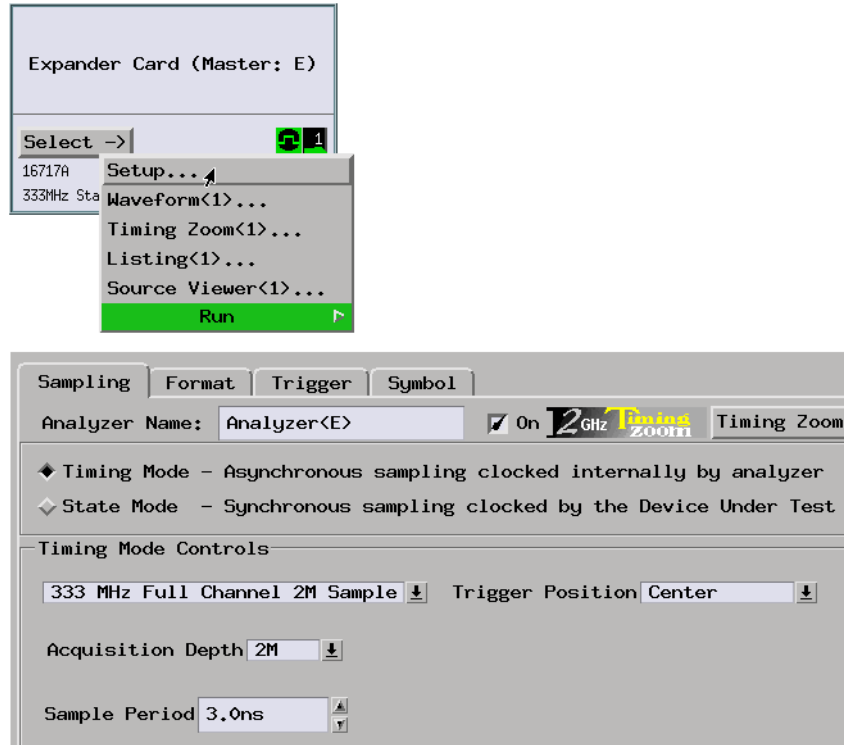 Expander Card (Master: E)
Select ->
1
16717A
333MHz Sta
Setup...
Waveform<1>...
Timing Zoom<1>...
Listing<1>...
Source Viewer<1>...
Run
Sampling Format Trigger Symbol
Analyzer Name: Analyzer<E> On 2GHz Timing zoom Timing Zoom
Timing Mode - Asynchronous sampling clocked internally by analyzer
State Mode - Synchronous sampling clocked by the Device Under Test
Timing Mode Controls
333 MHz Full Channel 2M Sample Trigger Position Center
Acquisition Depth 2M
Sample Period 3.0ns